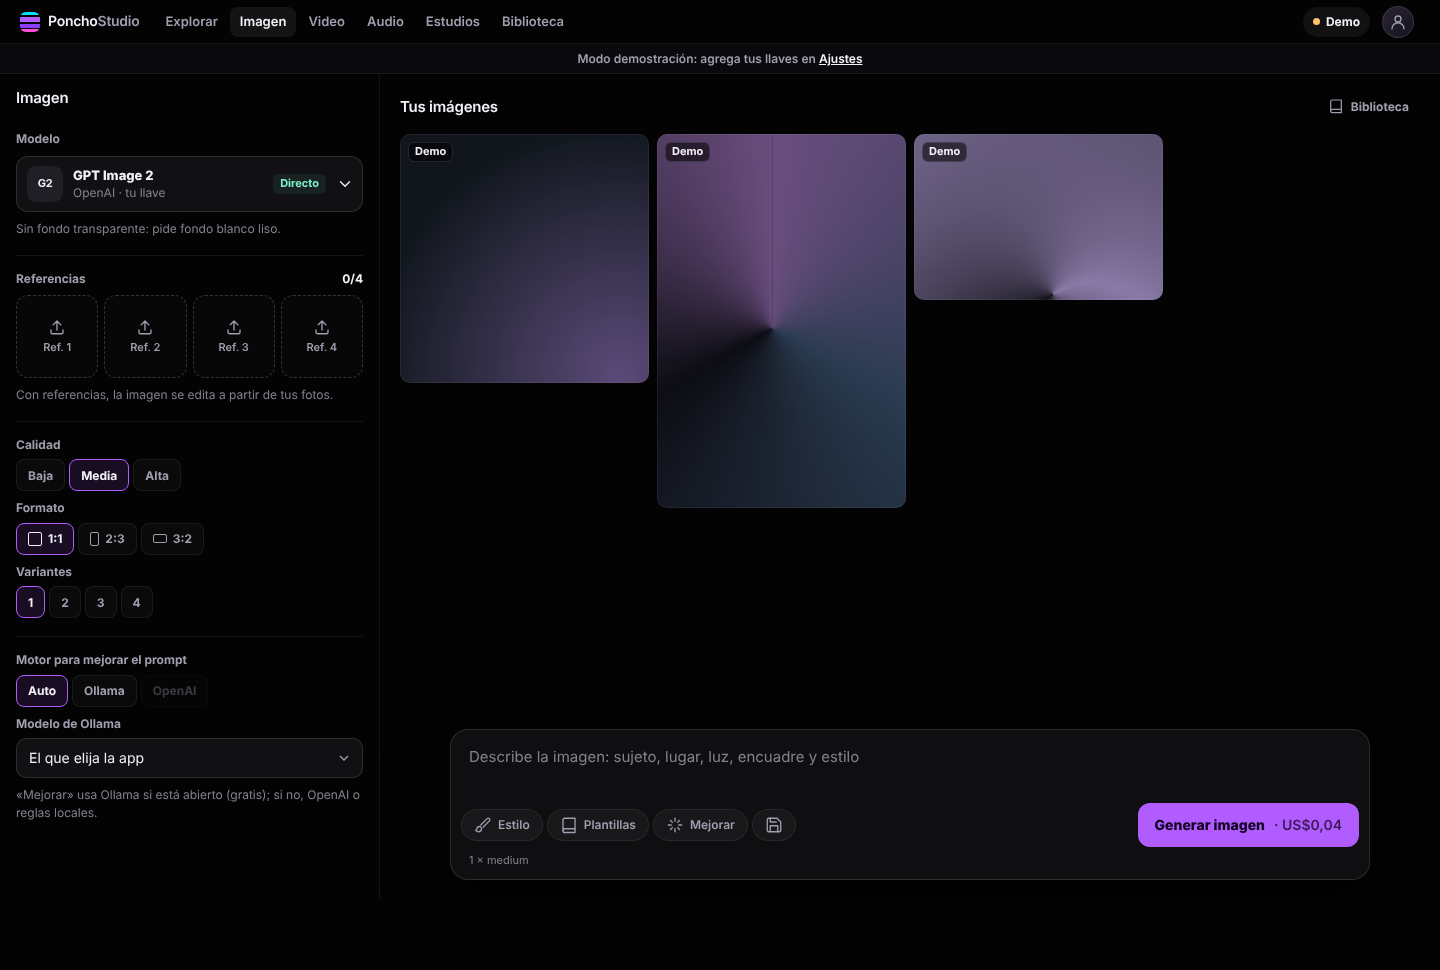 PonchoStudio
Explorar
Imagen
Video
Audio
Estudios
Biblioteca
Demo
Modo demostración: agrega tus llaves en Ajustes
Imagen
Modelo
G2
GPT Image 2
OpenAI · tu llave
Directo
Sin fondo transparente: pide fondo blanco liso.
Referencias
0/4
Ref. 1
Ref. 2
Ref. 3
Ref. 4
Con referencias, la imagen se edita a partir de tus fotos.
Calidad
Baja
Media
Alta
Formato
1:1
2:3
3:2
Variantes
1
2
3
4
Motor para mejorar el prompt
Auto
Ollama
OpenAI
Modelo de Ollama
El que elija la app
«Mejorar» usa Ollama si está abierto (gratis); si no, OpenAI o
reglas locales.
Tus imágenes
Biblioteca
Demo
Demo
Demo
Describe la imagen: sujeto, lugar, luz, encuadre y estilo
Estilo
Plantillas
Mejorar
Generar imagen · US$0,04
1 × medium